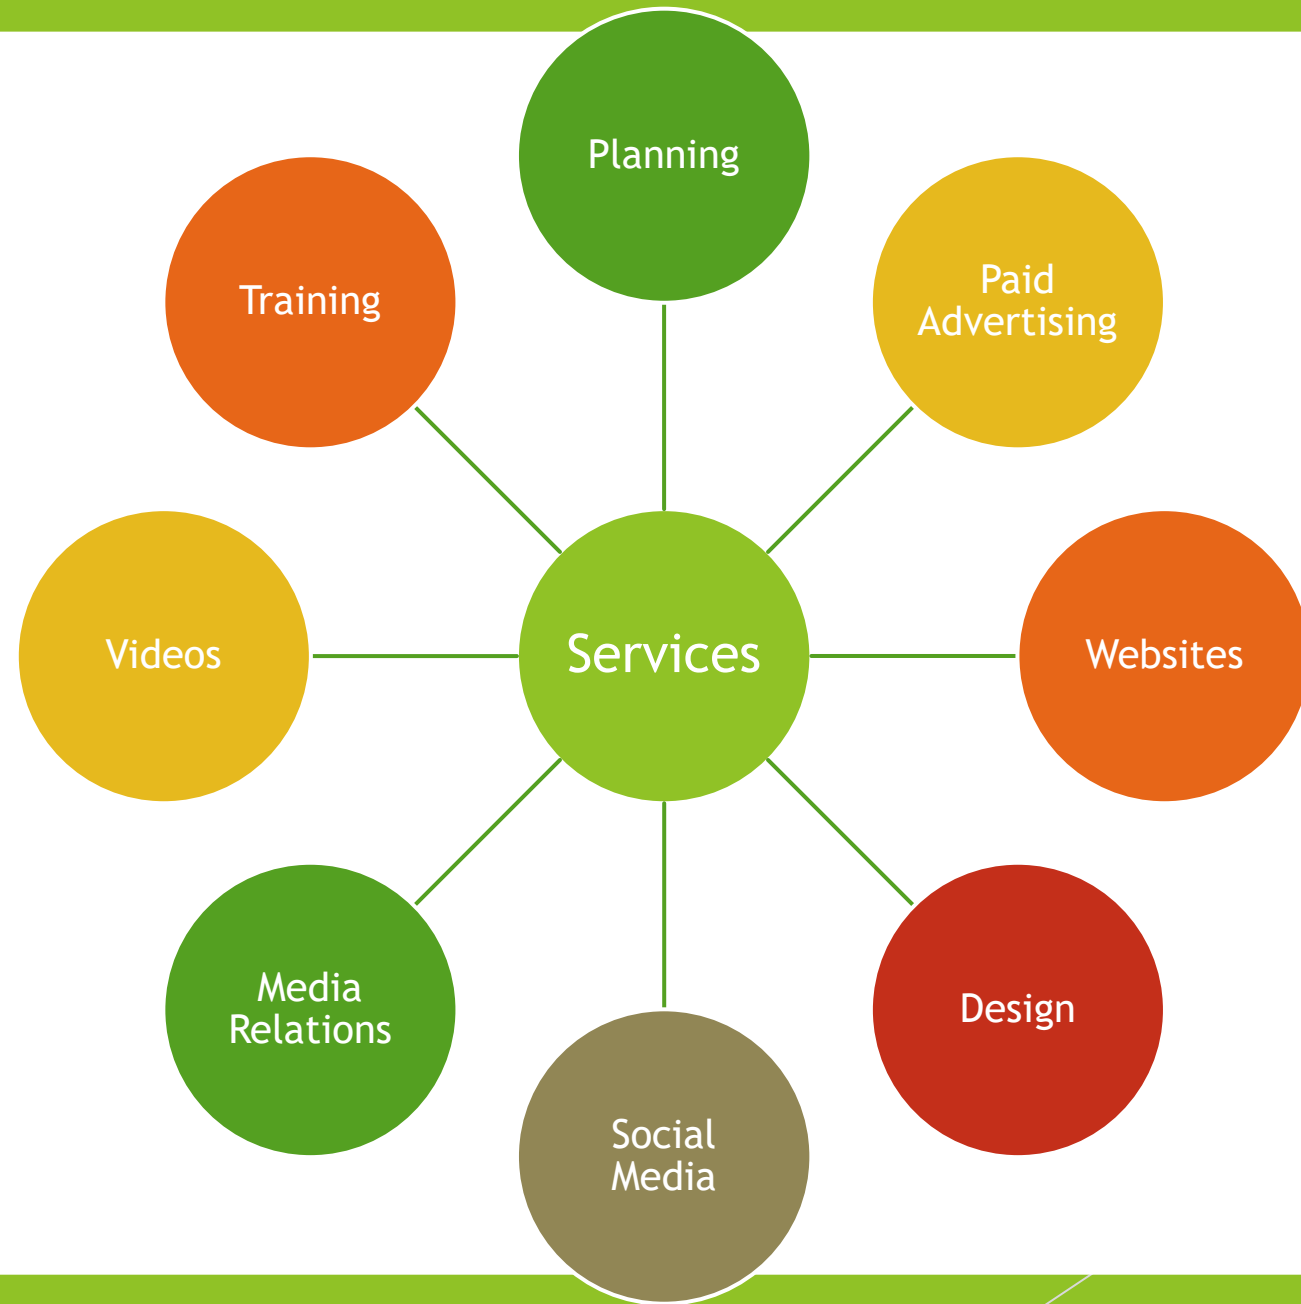 Planning
Paid
Advertising
Training
Services
Videos
Websites
Media
Relations
Design
Social
Media